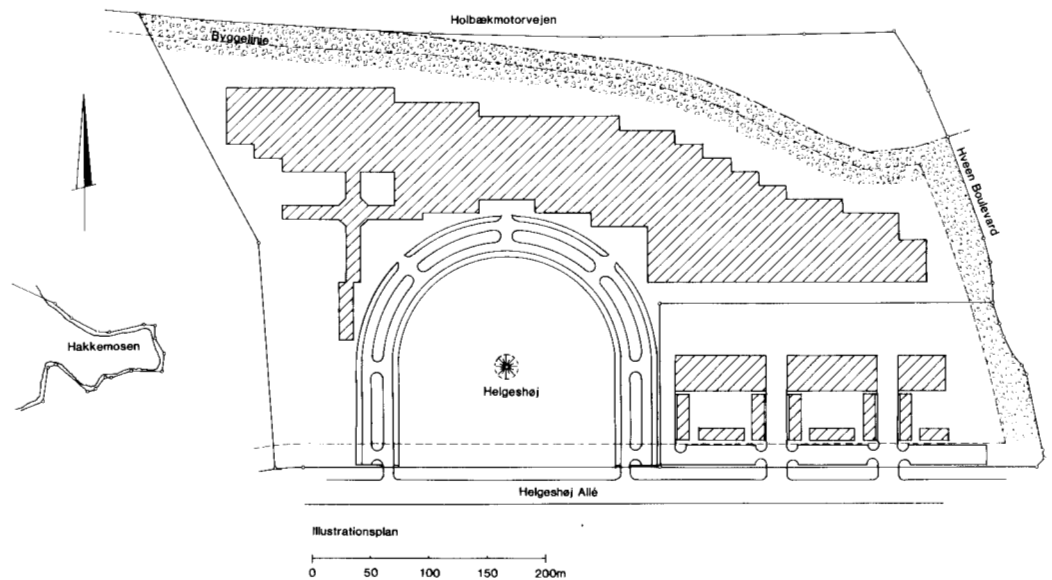 Holbækmotorvejen
Byggelinie
Hveen Boulevard
Hakkemosen
Helgeshøj
Helgeshøj Allé
Illustrationsplan
0 50 100 150 200m